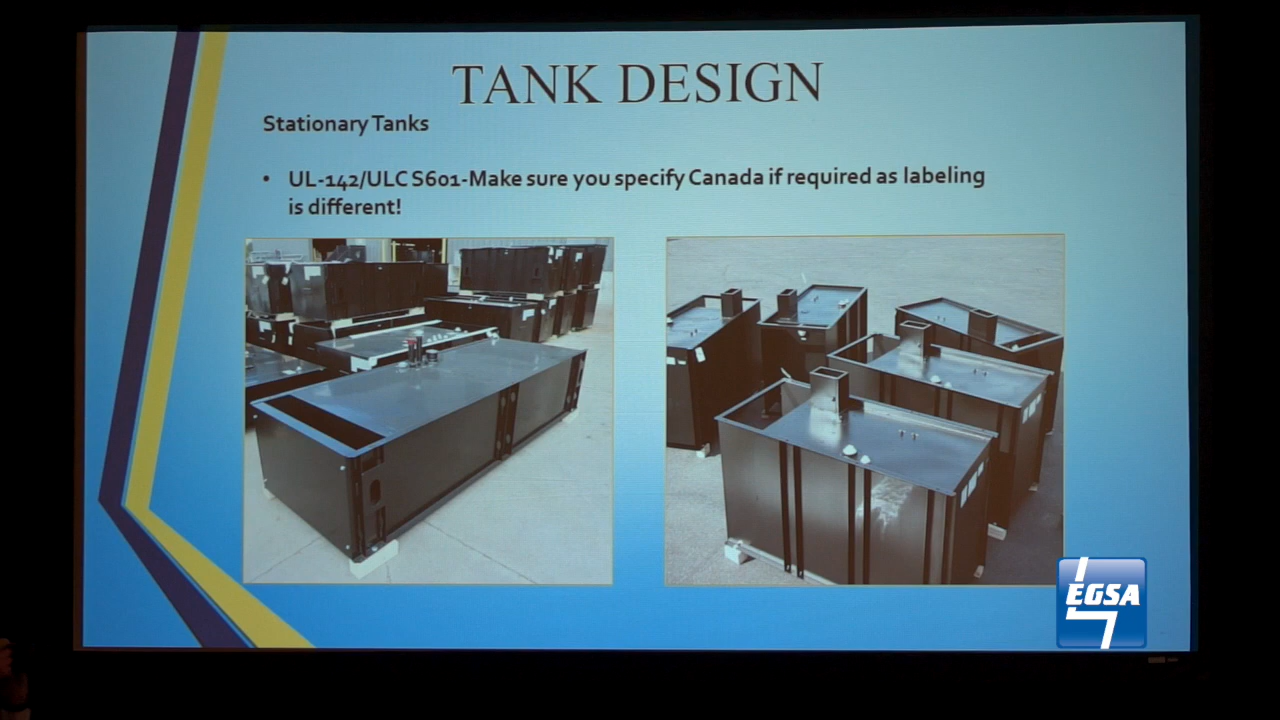 TANK DESIGN
Stationary Tanks
• UL-142/ULC S601-Make sure you specify Canada if required as labeling
is different!
EGSA